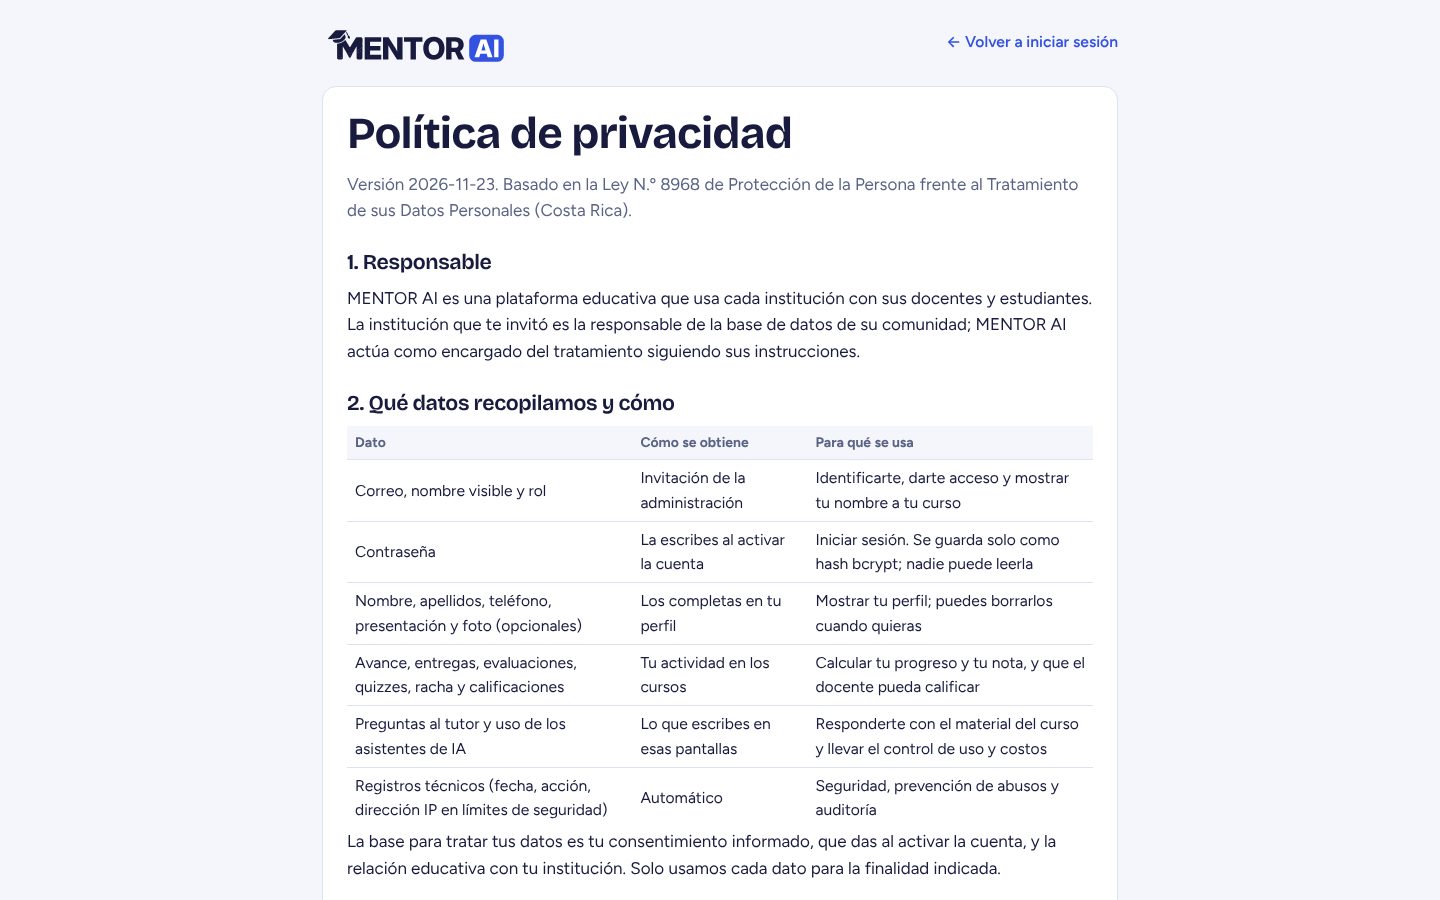 MENTOR AI
← Volver a iniciar sesión
Política de privacidad
Versión 2026-11-23. Basado en la Ley N.º 8968 de Protección de la Persona frente al Tratamiento
de sus Datos Personales (Costa Rica).
1. Responsable
MENTOR AI es una plataforma educativa que usa cada institución con sus docentes y estudiantes.
La institución que te invitó es la responsable de la base de datos de su comunidad; MENTOR AI
actúa como encargado del tratamiento siguiendo sus instrucciones.
2. Qué datos recopilamos y cómo
Dato Cómo se obtiene Para qué se usa
Correo, nombre visible y rol
Invitación de la
administración
Identificarte, darte acceso y mostrar
tu nombre a tu curso
Contraseña
La escribes al activar
la cuenta
Iniciar sesión. Se guarda solo como
hash bcrypt; nadie puede leerla
Nombre, apellidos, teléfono,
presentación y foto (opcionales)
Los completas en tu
perfil
Mostrar tu perfil; puedes borrarlos
cuando quieras
Avance, entregas, evaluaciones,
quizzes, racha y calificaciones
Tu actividad en los
cursos
Calcular tu progreso y tu nota, y que el
docente pueda calificar
Preguntas al tutor y uso de los
asistentes de IA
Lo que escribes en
esas pantallas
Responderte con el material del curso
y llevar el control de uso y costos
Registros técnicos (fecha, acción,
dirección IP en límites de seguridad)
Automático
Seguridad, prevención de abusos y
auditoría
La base para tratar tus datos es tu consentimiento informado, que das al activar la cuenta, y la
relación educativa con tu institución. Solo usamos cada dato para la finalidad indicada.